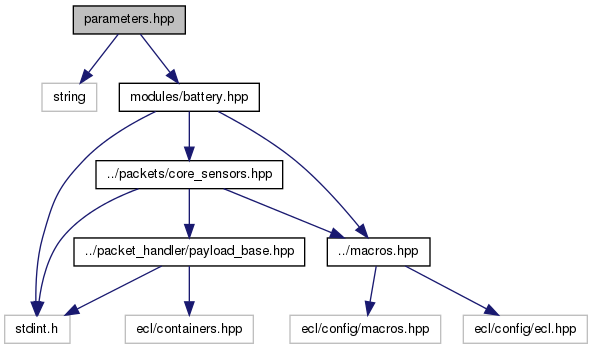 parameters.hpp
string
modules/battery.hpp
../packets/core_sensors.hpp
../packet_handler/payload_base.hpp
../macros.hpp
stdint.h
ecl/containers.hpp
ecl/config/macros.hpp
ecl/config/ecl.hpp